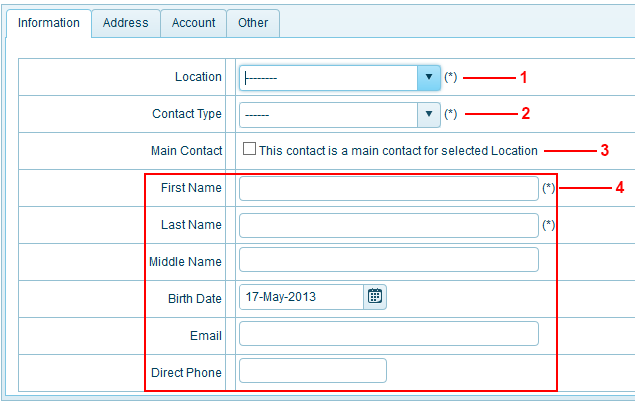 Information Address Account Other
Location -------- (*) 1
Contact Type ------ (*) 2
Main Contact This contact is a main contact for selected Location 3
First Name (*) 4
Last Name (*)
Middle Name
Birth Date 17-May-2013
Email
Direct Phone